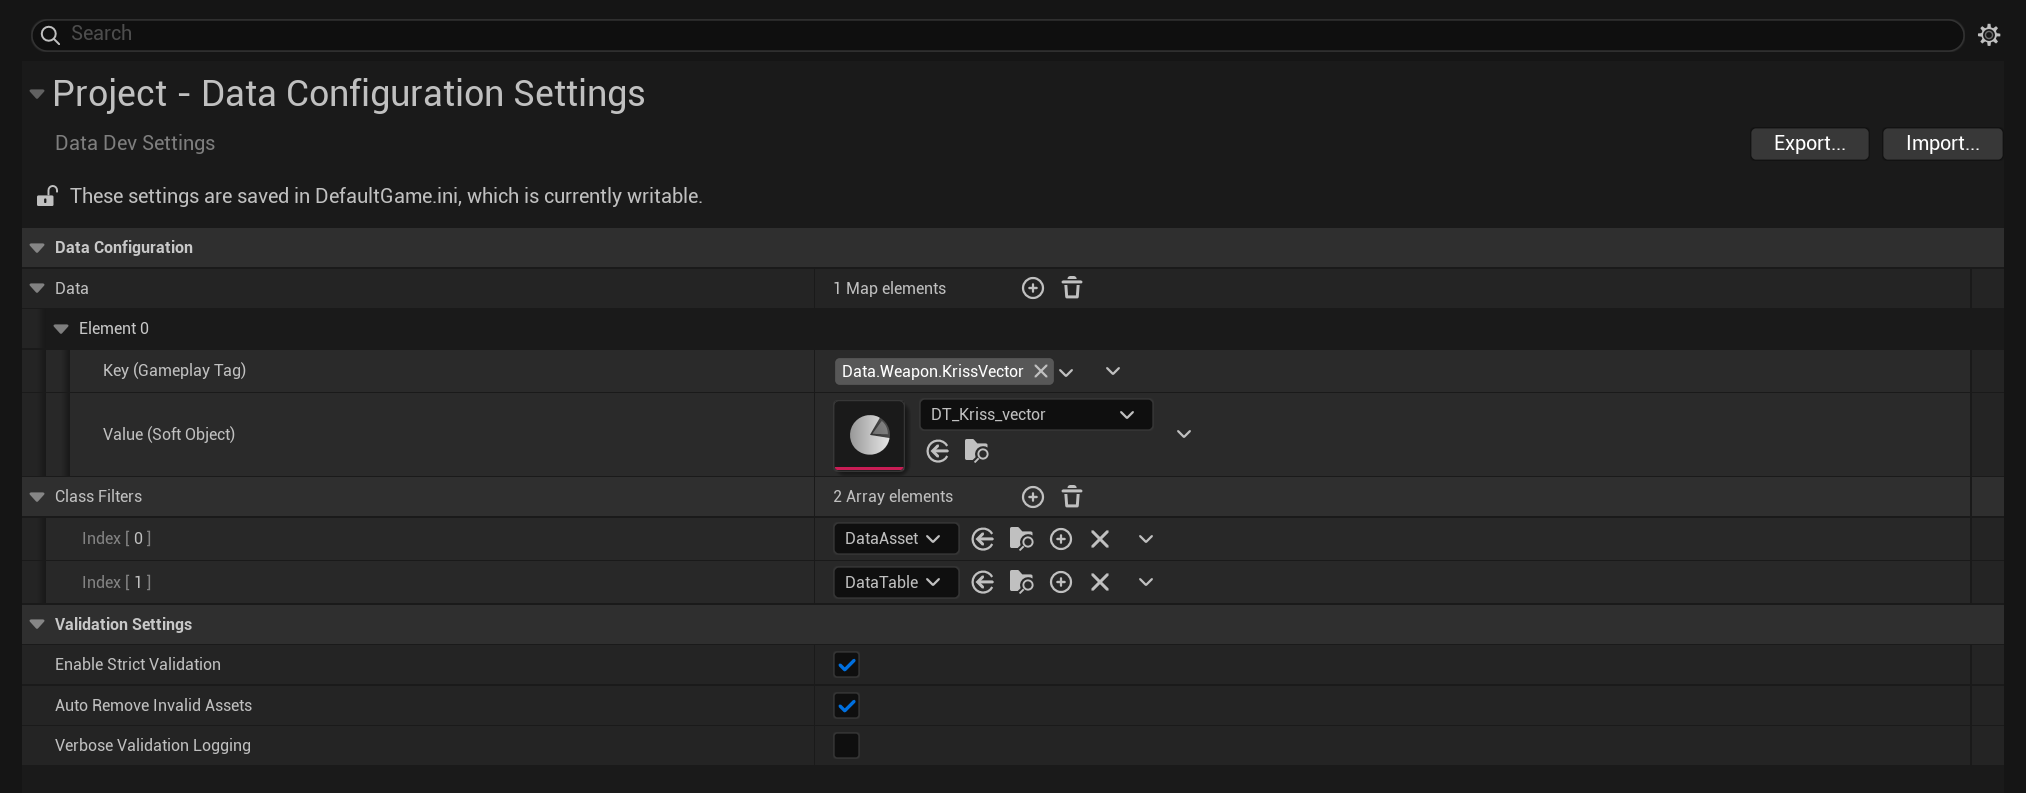 Search
Project - Data Configuration Settings
Data Dev Settings
Export...
Import...
These settings are saved in DefaultGame.ini, which is currently writable.
Data Configuration
Data
1 Map elements
Element 0
Key (Gameplay Tag)
Data.Weapon.KrissVector
Value (Soft Object)
DT_Kriss_vector
Class Filters
2 Array elements
Index [ 0 ]
DataAsset
Index [ 1 ]
DataTable
Validation Settings
Enable Strict Validation
Auto Remove Invalid Assets
Verbose Validation Logging